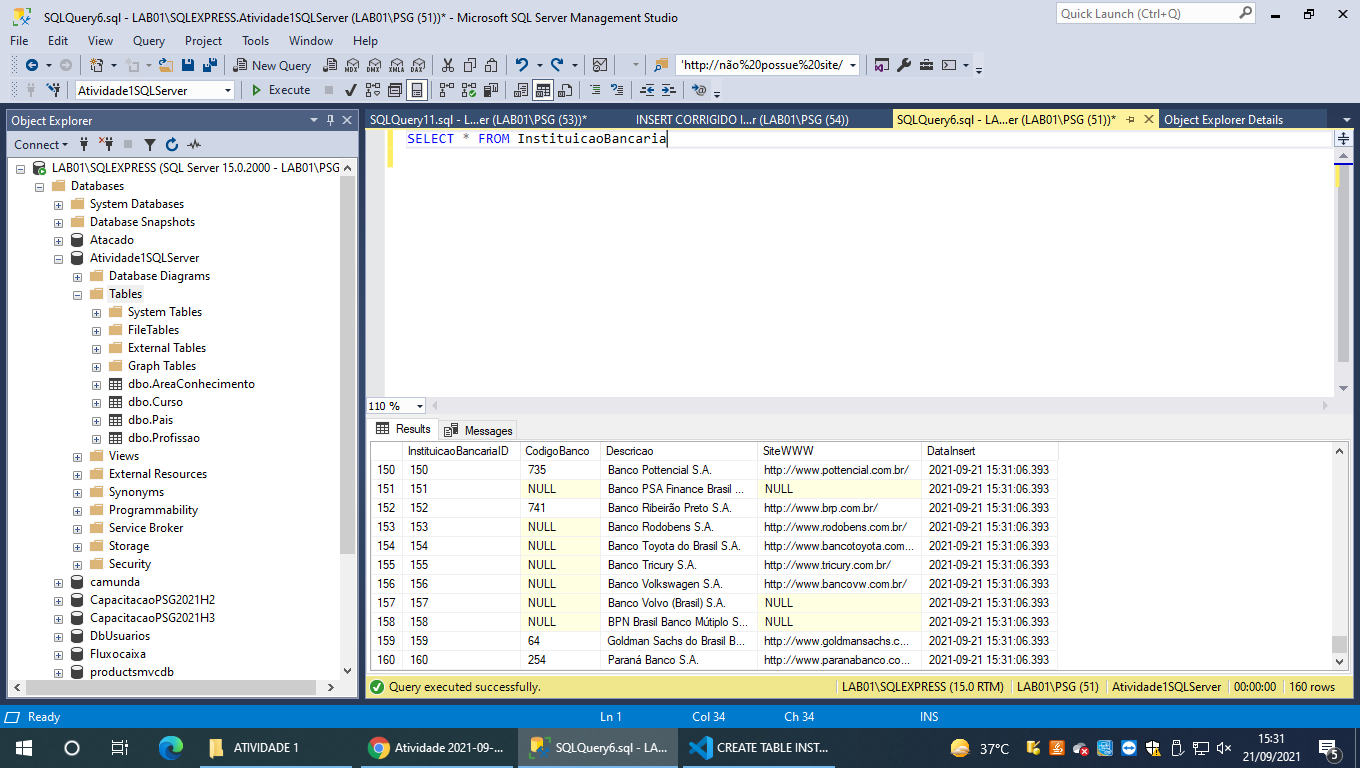 SQLQuery6.sql - LAB01\SQLEXPRESS.Atividade1SQLServer (LAB01\PSG (51))* - Microsoft SQL Server Management Studio
Quick Launch (Ctrl+Q)
File Edit View Query Project Tools Window Help
New Query
MDX DMX XMLA DAX
'http://não%20possue%20site/
Atividade1SQLServer
Execute
Object Explorer
Connect
LAB01\SQLEXPRESS (SQL Server 15.0.2000 - LAB01\PSG
Databases
System Databases
Database Snapshots
Atacado
Atividade1SQLServer
Database Diagrams
Tables
System Tables
FileTables
External Tables
Graph Tables
dbo.AreaConhecimento
dbo.Curso
dbo.Pais
dbo.Profissao
Views
External Resources
Synonyms
Programmability
Service Broker
Storage
Security
camunda
CapacitacaoPSG2021H2
CapacitacaoPSG2021H3
DbUsuarios
Fluxocaixa
productsmvcdb
SQLQuery11.sql - L...er (LAB01\PSG (53))*
INSERT CORRIGIDO I...r (LAB01\PSG (54))
SQLQuery6.sql - LA...er (LAB01\PSG (51))*
Object Explorer Details
SELECT * FROM InstituicaoBancaria
110 %
Results Messages
InstituicaoBancariaID CodigoBanco Descricao SiteWWW DataInsert
150 150 735 Banco Pottencial S.A. http://www.pottencial.com.br/ 2021-09-21 15:31:06.393
151 151 NULL Banco PSA Finance Brasil ... NULL 2021-09-21 15:31:06.393
152 152 741 Banco Ribeirão Preto S.A. http://www.brp.com.br/ 2021-09-21 15:31:06.393
153 153 NULL Banco Rodobens S.A. http://www.rodobens.com.br/ 2021-09-21 15:31:06.393
154 154 NULL Banco Toyota do Brasil S.A. http://www.bancotoyota.com... 2021-09-21 15:31:06.393
155 155 NULL Banco Tricury S.A. http://www.tricury.com.br/ 2021-09-21 15:31:06.393
156 156 NULL Banco Volkswagen S.A. http://www.bancovw.com.br/ 2021-09-21 15:31:06.393
157 157 NULL Banco Volvo (Brasil) S.A. NULL 2021-09-21 15:31:06.393
158 158 NULL BPN Brasil Banco Múltiplo S... NULL 2021-09-21 15:31:06.393
159 159 64 Goldman Sachs do Brasil B... http://www.goldmansachs.c... 2021-09-21 15:31:06.393
160 160 254 Paraná Banco S.A. http://www.paranabanco.co... 2021-09-21 15:31:06.393
Query executed successfully.
LAB01\SQLEXPRESS (15.0 RTM) LAB01\PSG (51) Atividade1SQLServer 00:00:00 160 rows
Ready
Ln 1 Col 34 Ch 34 INS
ATIVIDADE 1
Atividade 2021-09-...
SQLQuery6.sql - LA...
CREATE TABLE INST...
37°C
15:31
21/09/2021
5